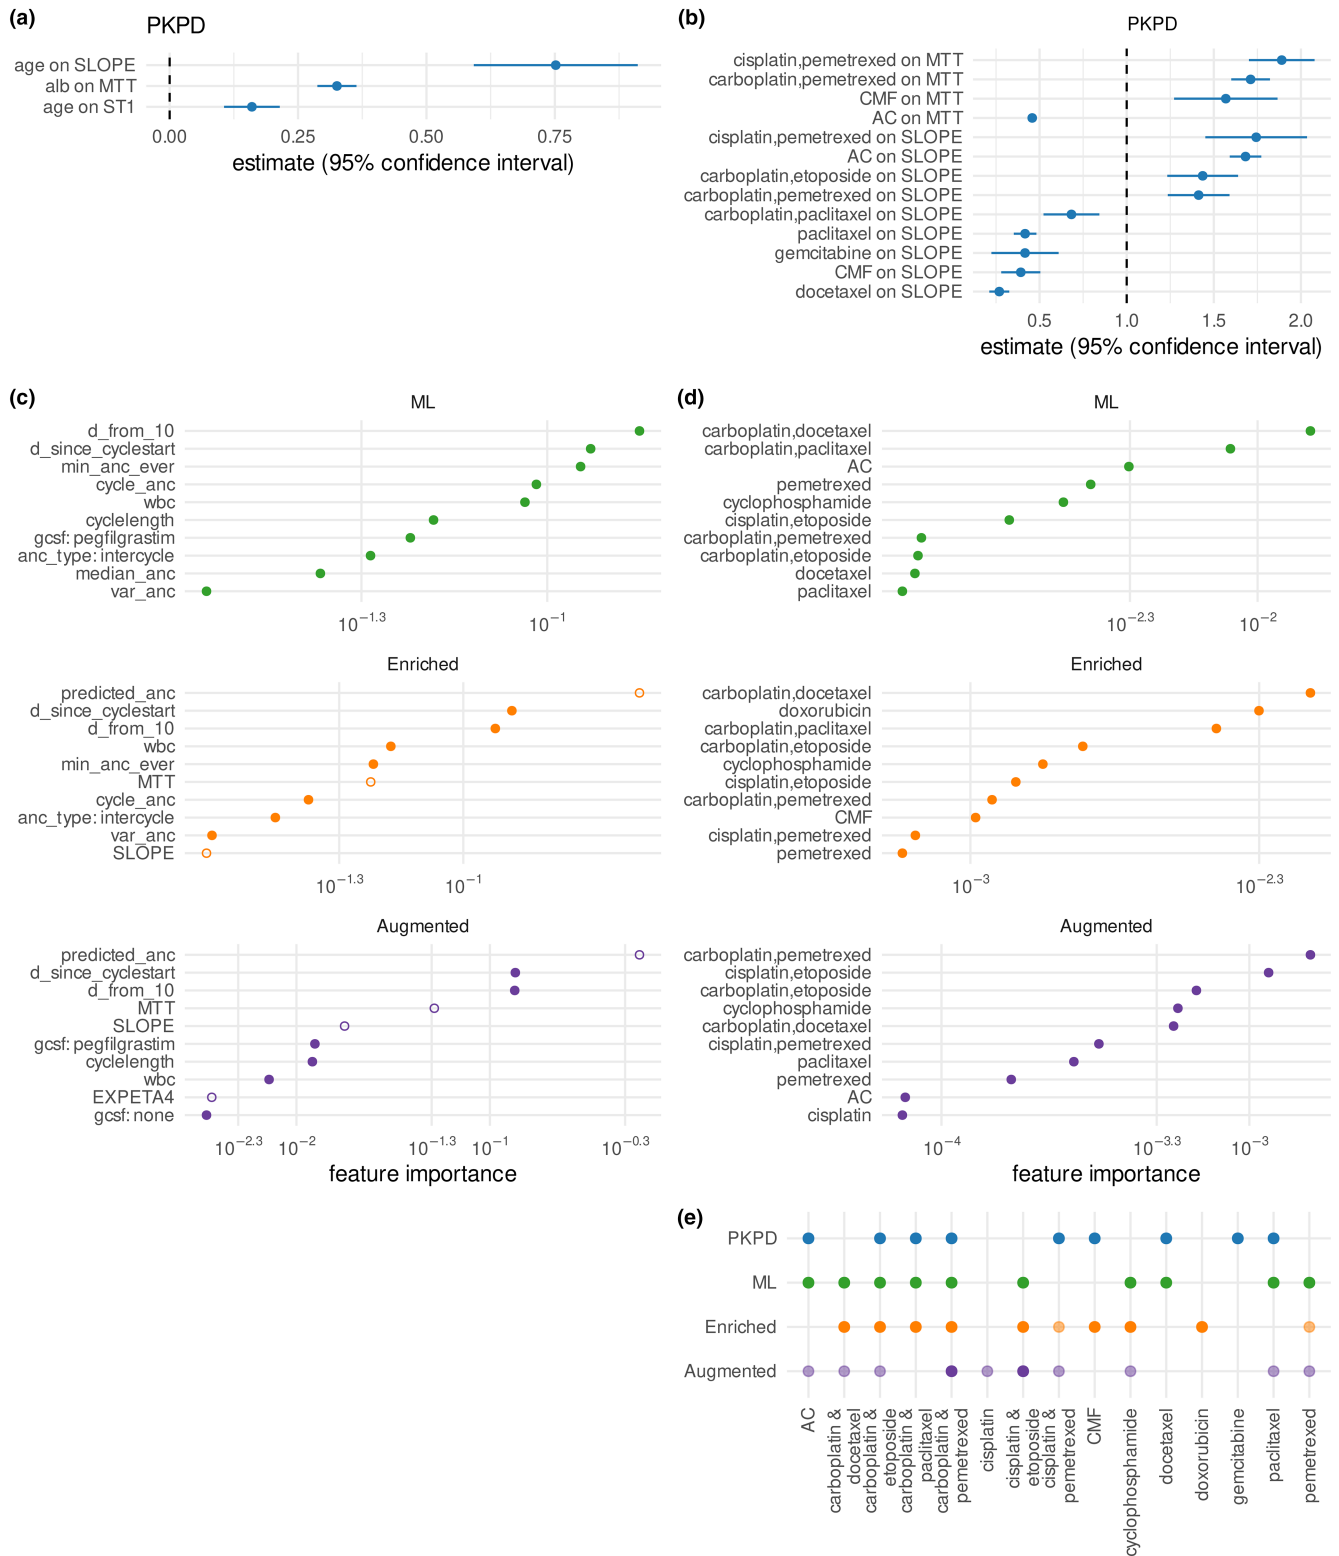 (a)
PKPD
age on SLOPE
alb on MTT
age on ST1
0.00 0.25 0.50 0.75
estimate (95% confidence interval)
(b)
PKPD
cisplatin,pemetrexed on MTT
carboplatin,pemetrexed on MTT
CMF on MTT
AC on MTT
cisplatin,pemetrexed on SLOPE
AC on SLOPE
carboplatin,etoposide on SLOPE
carboplatin,pemetrexed on SLOPE
carboplatin,paclitaxel on SLOPE
paclitaxel on SLOPE
gemcitabine on SLOPE
CMF on SLOPE
docetaxel on SLOPE
0.5 1.0 1.5 2.0
estimate (95% confidence interval)
(c)
ML
d_from_10
d_since_cyclestart
min_anc_ever
cycle_anc
wbc
cyclelength
gcsf: pegfilgrastim
anc_type: intercycle
median_anc
var_anc
10−1.3 10−1
Enriched
predicted_anc
d_since_cyclestart
d_from_10
wbc
min_anc_ever
MTT
cycle_anc
anc_type: intercycle
var_anc
SLOPE
10−1.3 10−1
Augmented
predicted_anc
d_since_cyclestart
d_from_10
MTT
SLOPE
gcsf: pegfilgrastim
cyclelength
wbc
EXPETA4
gcsf: none
10−2.3 10−2 10−1.3 10−1 10−0.3
feature importance
(d)
ML
carboplatin,docetaxel
carboplatin,paclitaxel
AC
pemetrexed
cyclophosphamide
cisplatin,etoposide
carboplatin,pemetrexed
carboplatin,etoposide
docetaxel
paclitaxel
10−2.3 10−2
Enriched
carboplatin,docetaxel
doxorubicin
carboplatin,paclitaxel
carboplatin,etoposide
cyclophosphamide
cisplatin,etoposide
carboplatin,pemetrexed
CMF
cisplatin,pemetrexed
pemetrexed
10−3 10−2.3
Augmented
carboplatin,pemetrexed
cisplatin,etoposide
carboplatin,etoposide
cyclophosphamide
carboplatin,docetaxel
cisplatin,pemetrexed
paclitaxel
pemetrexed
AC
cisplatin
10−4 10−3.3 10−3
feature importance
(e)
PKPD
ML
Enriched
Augmented
AC
carboplatin &
docetaxel
carboplatin &
etoposide
carboplatin &
paclitaxel
carboplatin &
pemetrexed
cisplatin
cisplatin &
etoposide
cisplatin &
pemetrexed
CMF
cyclophosphamide
docetaxel
doxorubicin
gemcitabine
paclitaxel
pemetrexed